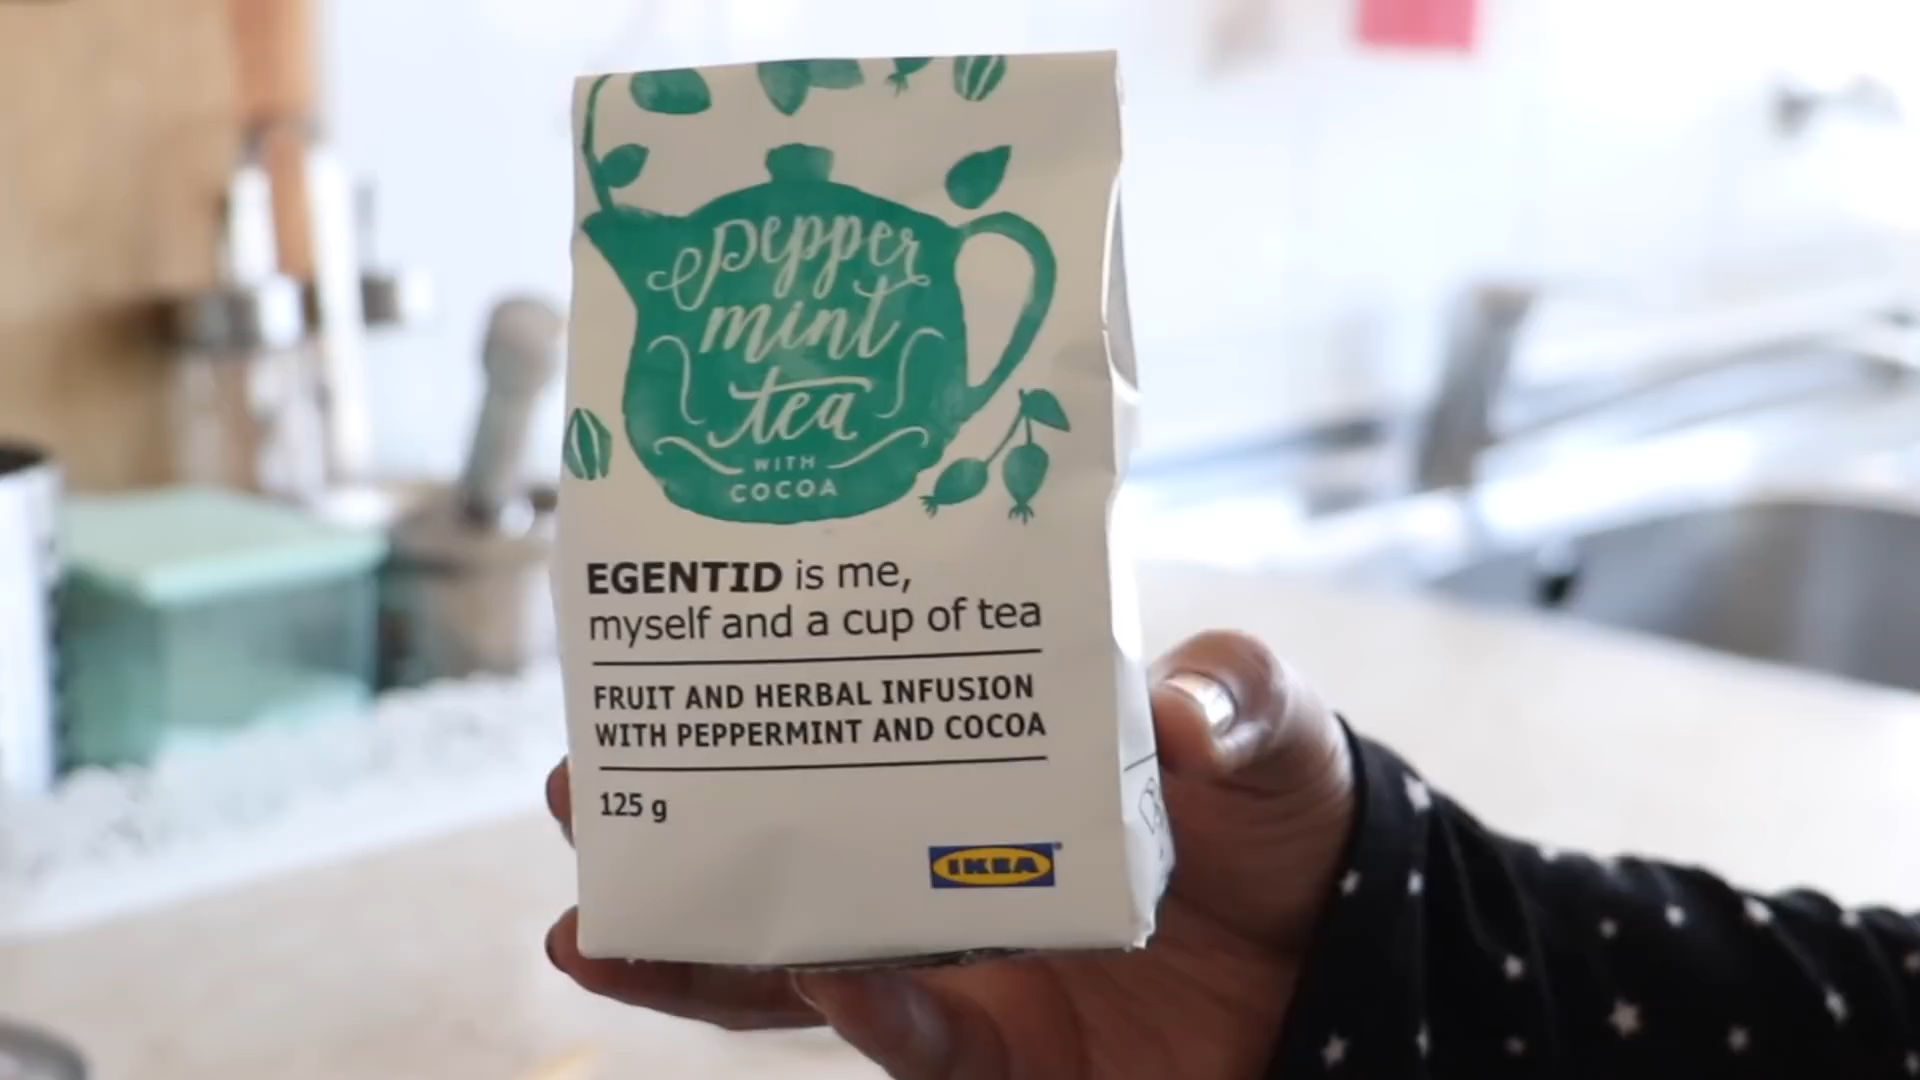 pepper
mint
tea
WITH
COCOA
EGENTID is me,
myself and a cup of tea
FRUIT AND HERBAL INFUSION
WITH PEPPERMINT AND COCOA
125 g
IKEA